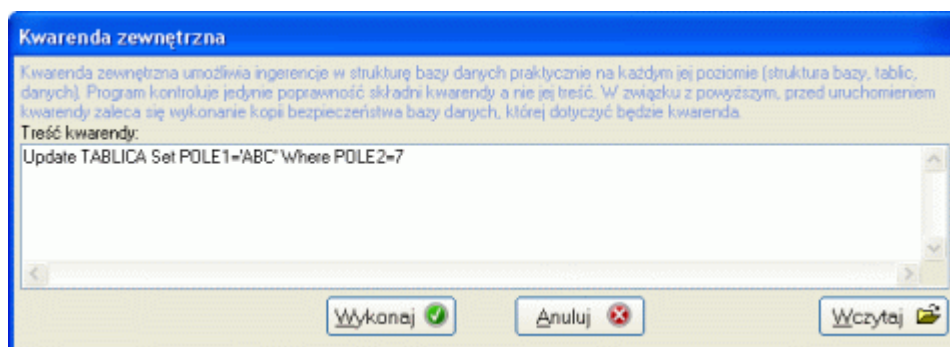 Kwarenda zewnętrzna
Kwarenda zewnętrzna umożliwia ingerencje w strukturę bazy danych praktycznie na każdym jej poziomie (struktura bazy, tablic,
danych). Program kontroluje jedynie poprawność składni kwarendy a nie jej treść. W związku z powyższym, przed uruchomieniem
kwarendy zaleca się wykonanie kopii bezpieczeństwa bazy danych, której dotyczyć będzie kwarenda.
Treść kwarendy:
Update TABLICA Set POLE1='ABC' Where POLE2=7
Wykonaj Anuluj Wczytaj